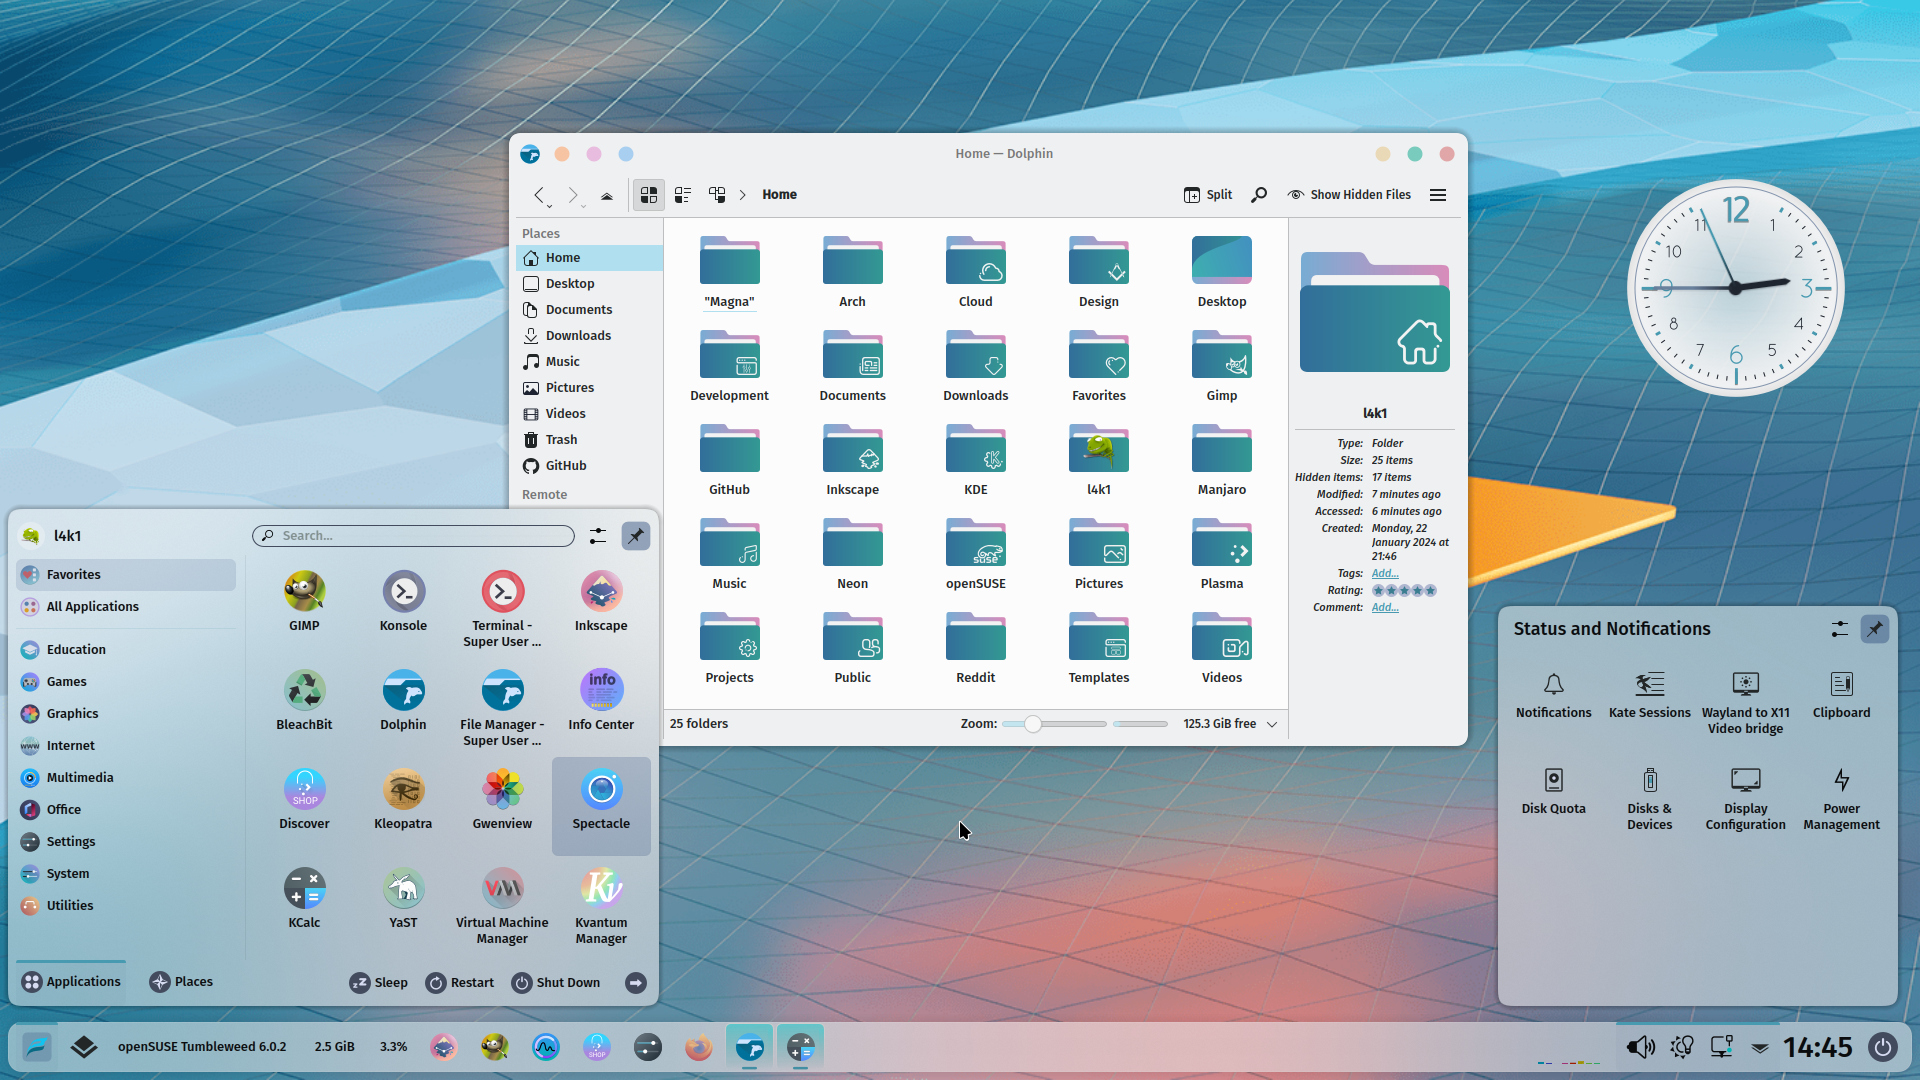 Home — Dolphin
Home
Split
Show Hidden Files
Places
Home
Desktop
Documents
Downloads
Music
Pictures
Videos
Trash
GitHub
Remote
"Magna"
Arch
Cloud
Design
Desktop
Development
Documents
Downloads
Favorites
Gimp
GitHub
Inkscape
KDE
l4k1
Manjaro
Music
Neon
SUSE
openSUSE
Pictures
Plasma
Projects
Public
Reddit
Templates
Videos
25 folders
Zoom:
125.3 GiB free
l4k1
Type: Folder
Size: 25 items
Hidden items: 17 items
Modified: 7 minutes ago
Accessed: 6 minutes ago
Created: Monday, 22
January 2024 at
21:46
Tags: Add...
Rating:
Comment: Add...
12
1
2
3
4
5
6
7
8
9
10
11
l4k1
Search...
Favorites
All Applications
Education
Games
Graphics
www
Internet
Multimedia
Office
Settings
System
Utilities
GIMP
Konsole
Terminal -
Super User ...
Inkscape
BleachBit
Dolphin
File Manager -
Super User ...
info
Info Center
SHOP
Discover
Kleopatra
Gwenview
Spectacle
KCalc
YaST
VM
Virtual Machine
Manager
Kv
Kvantum
Manager
Applications
Places
zZ
Sleep
Restart
Shut Down
Status and Notifications
Notifications
Kate Sessions
Wayland to X11
Video bridge
Clipboard
Disk Quota
Disks &
Devices
Display
Configuration
Power
Management
openSUSE Tumbleweed 6.0.2
2.5 GiB
3.3%
SHOP
14:45